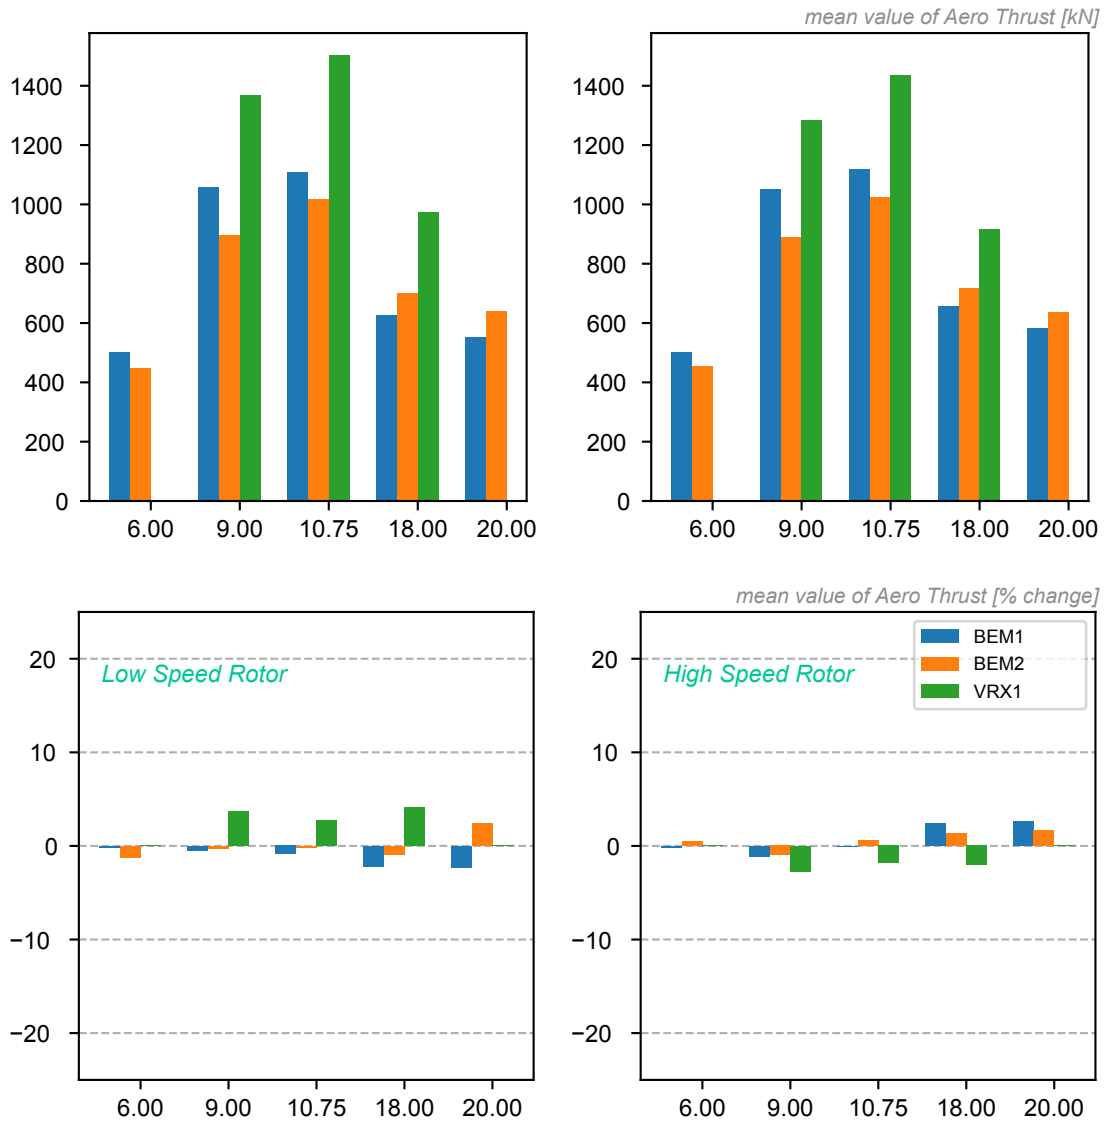 mean value of Aero Thrust [kN]
1400
1200
1000
800
600
400
200
0
6.00 9.00 10.75 18.00 20.00
1400
1200
1000
800
600
400
200
0
6.00 9.00 10.75 18.00 20.00
mean value of Aero Thrust [% change]
Low Speed Rotor
20
10
0
−10
−20
6.00 9.00 10.75 18.00 20.00
High Speed Rotor
BEM1
BEM2
VRX1
20
10
0
−10
−20
6.00 9.00 10.75 18.00 20.00